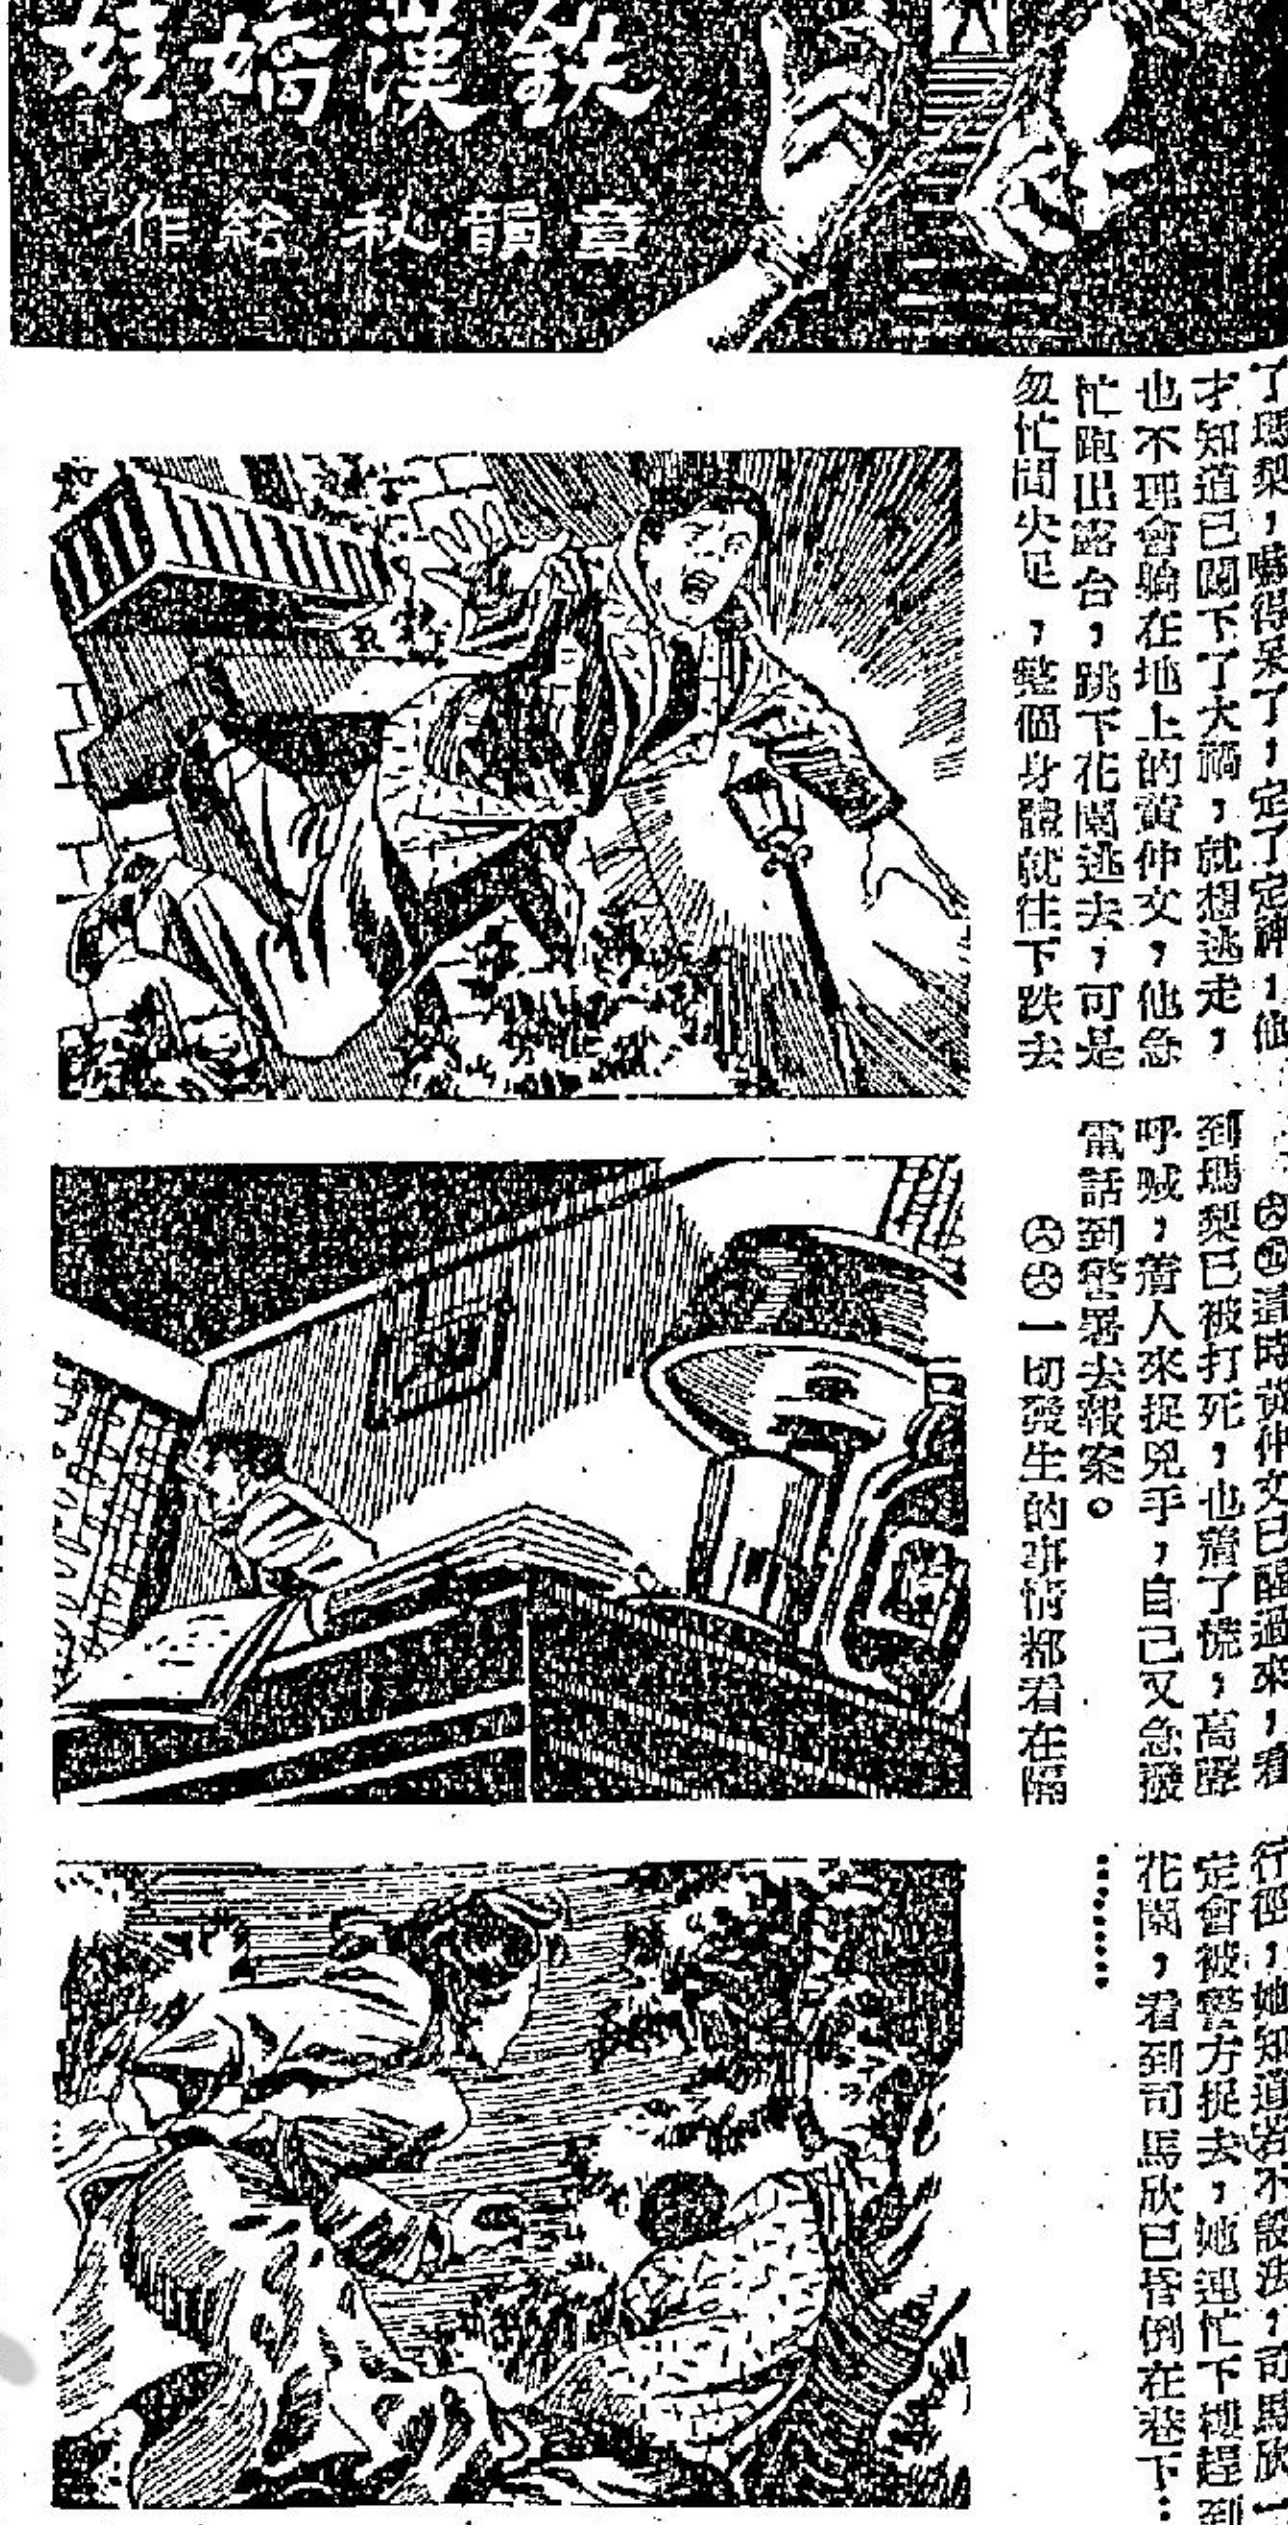 鉄漢嬌娃
章韻秋繪作
了瑪梨，嚇得呆了，定了定神，他
才知道已闖下了大禍，就想逃走，
也不理會躺在地上的黃仲文，他急
忙跑出露台，跳下花園逃去，可是
匆忙間失足，整個身體就往下跌去
這時黃仲文已醒過來，看
到瑪梨已被打死，也着了慌，高聲
呼喊，着人來捉兇手，自己又急撥
電話到警署去報案。
一切發生的事情都看在隔
行徑，她知道若不設法，司馬欣一
定會被警方捉去，她連忙下樓趕到
花園，看到司馬欣已昏倒在巷下：
……